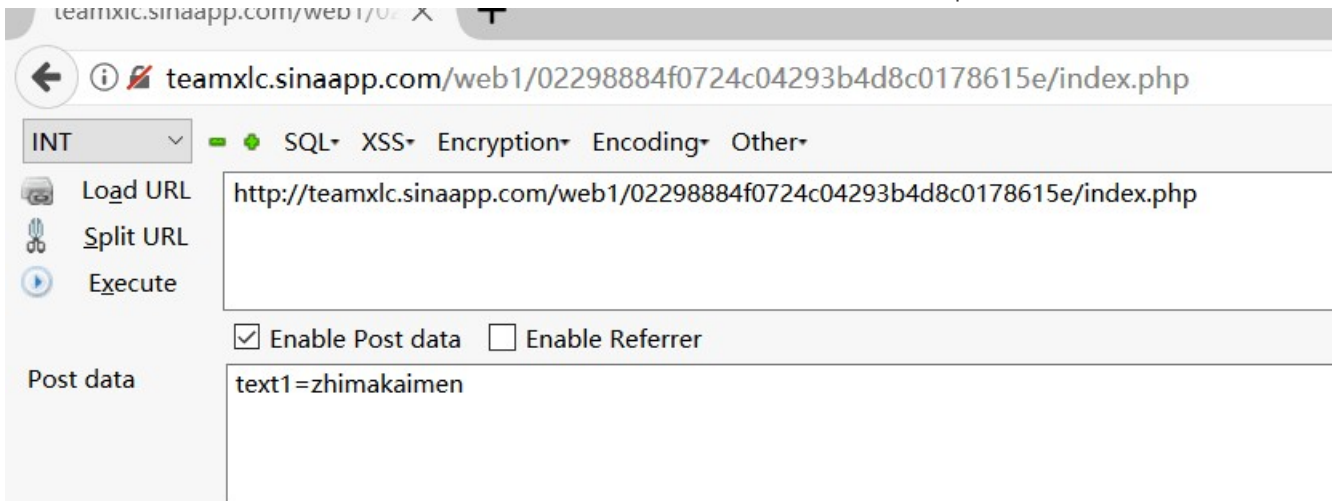 teamxlc.sinaapp.com/web1/02
teamxlc.sinaapp.com/web1/02298884f0724c04293b4d8c0178615e/index.php
INT SQL XSS Encryption Encoding Other
Load URL http://teamxlc.sinaapp.com/web1/02298884f0724c04293b4d8c0178615e/index.php
Split URL
Execute
Enable Post data Enable Referrer
Post data text1=zhimakaimen